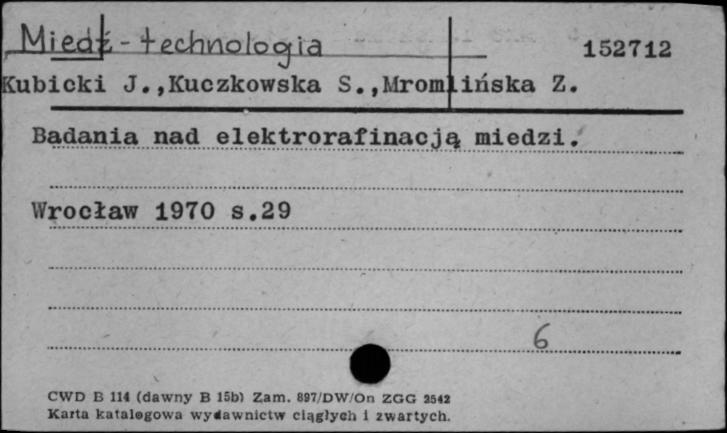 Miedź - technologia
152712
Kubicki J.,Kuczkowska S.,Mromlińska Z.
Badania nad elektrorafinacją miedzi.
Wrocław 1970 s.29
6
CWD B 114 (dawny B 15b) Zam. 897/DW/On ZGG 2542
Karta katalogowa wydawnictw ciągłych i zwartych.